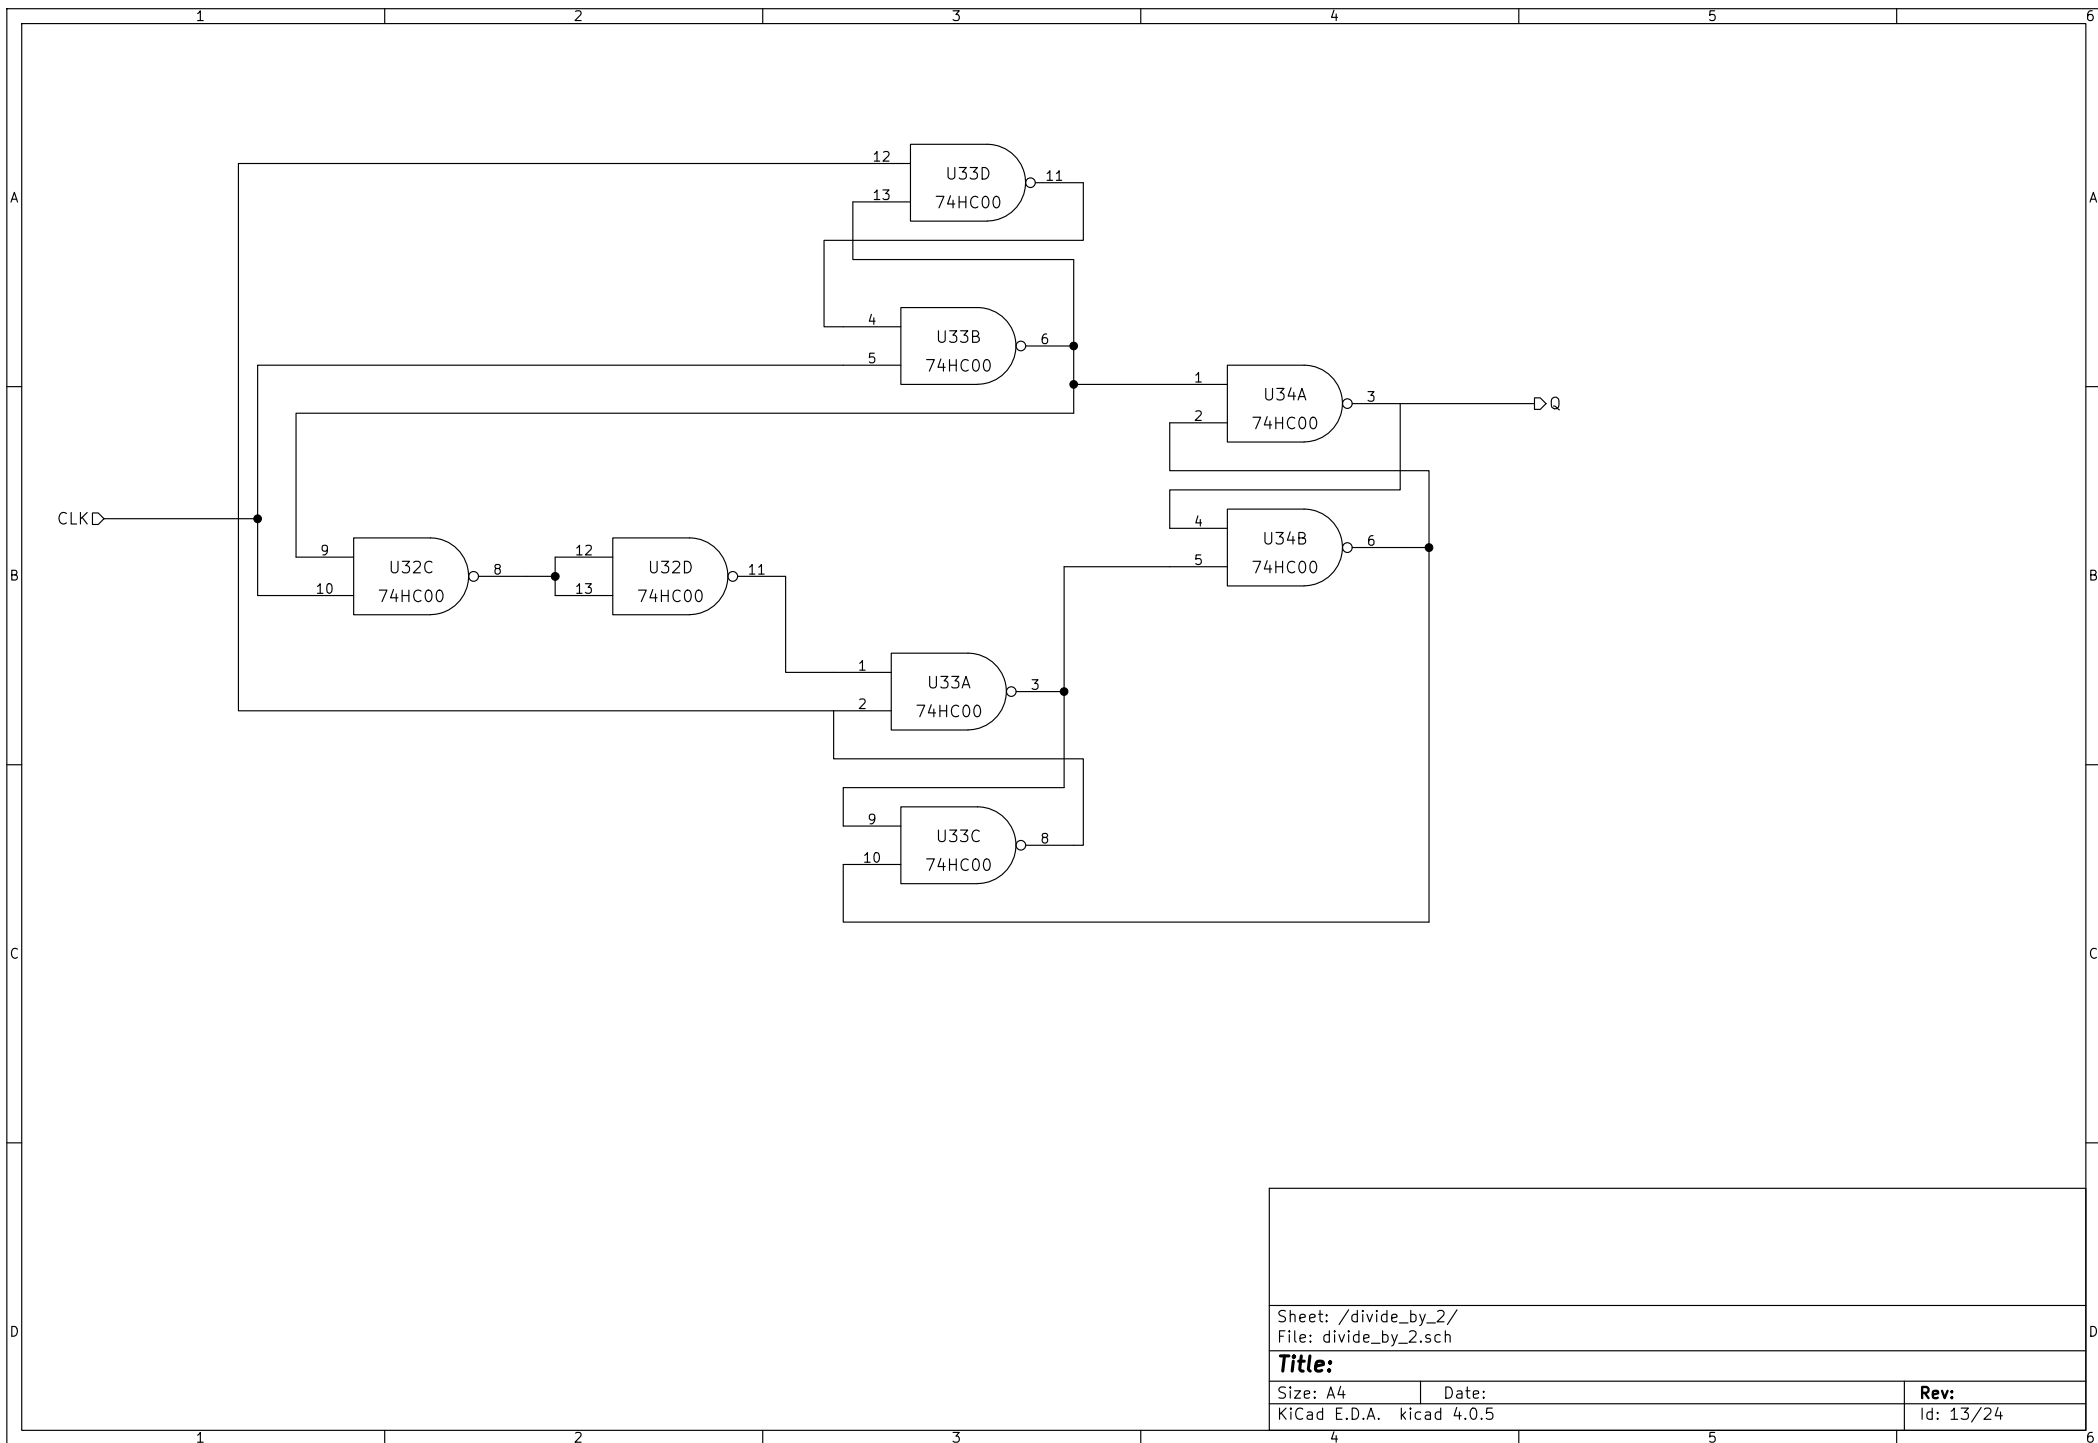 1 2 3 4 5 6
12
U33D
11
A
13
74HC00
A
4
U33B
6
5
74HC00
1
U34A
3
Q
2
74HC00
CLK
4
U34B
6
9
U32C
8
12
U32D
11
5
74HC00
B
10
74HC00
13
74HC00
B
1
U33A
3
2
74HC00
9
U33C
8
10
74HC00
C
C
Sheet: /divide_by_2/
File: divide_by_2.sch
D
D
Title:
Size: A4 Date: Rev:
KiCad E.D.A. kicad 4.0.5 Id: 13/24
1 2 3 4 5 6